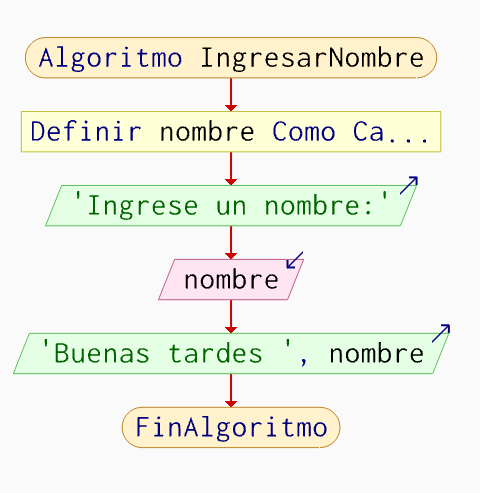 Algoritmo IngresarNombre
Definir nombre Como Ca...
'Ingrese un nombre:'
nombre
'Buenas tardes ', nombre
FinAlgoritmo